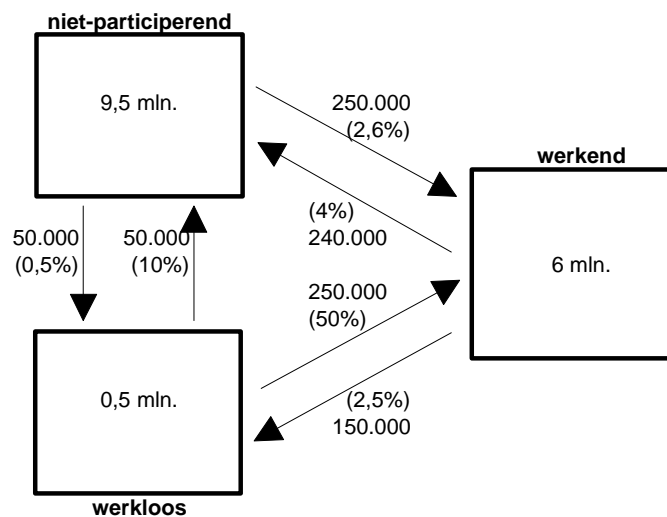 niet-participerend
9,5 mln.
250.000
(2,6%)
werkend
(4%)
240.000
50.000
(0,5%)
50.000
(10%)
6 mln.
250.000
(50%)
0,5 mln.
(2,5%)
150.000
werkloos